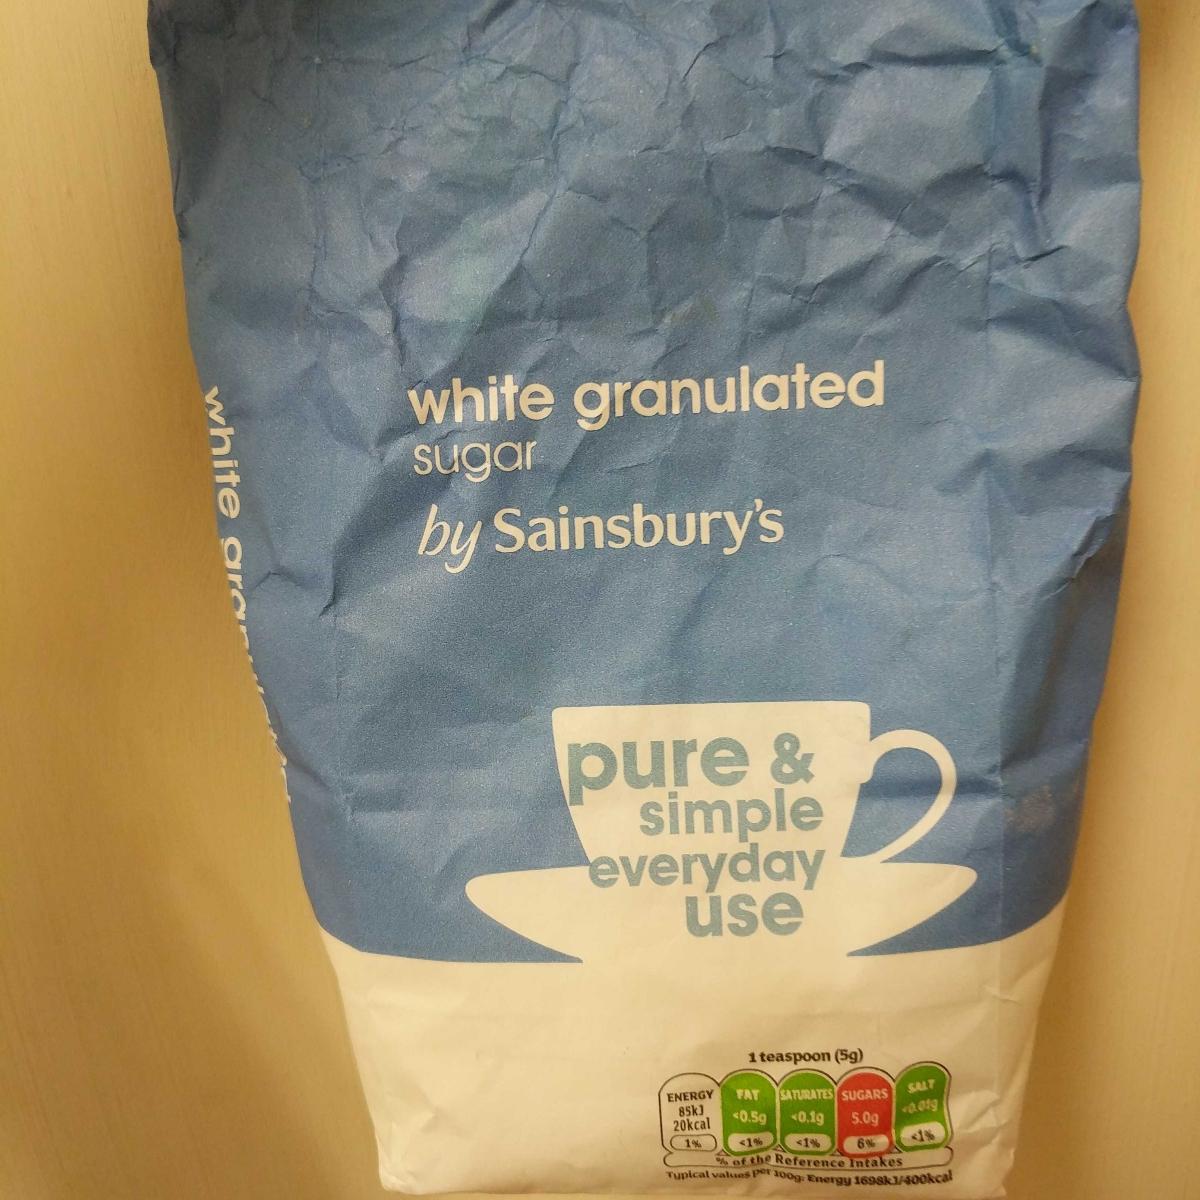 white granulated
sugar
by Sainsbury's
white granulated
pure &
simple
everyday
use
1 teaspoon (5g)
ENERGY
85kJ
20kcal
1%
FAT
<0.5g
<1%
SATURATES
<0.1g
<1%
SUGARS
5.0g
6%
SALT
<0.01g
<1%
% of the Reference Intakes
Typical values per 100g: Energy 1698kJ/400kcal